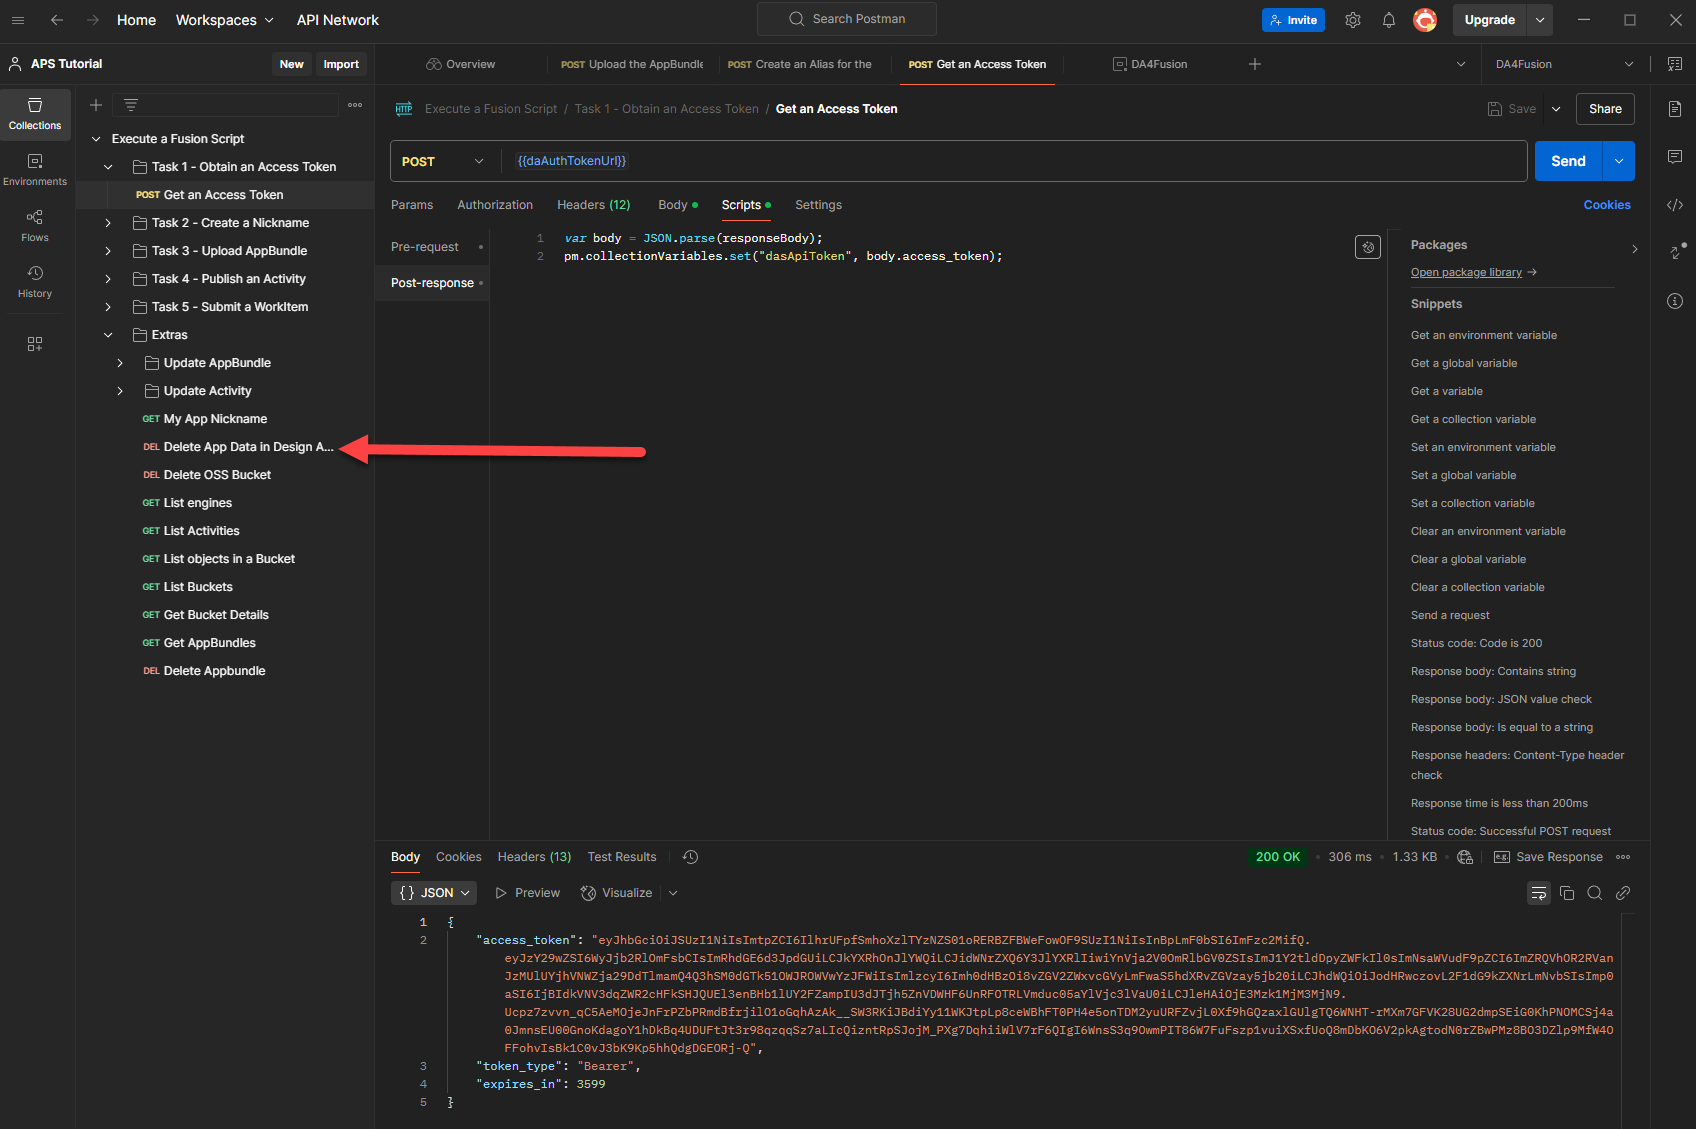 Home
Workspaces
API Network
Search Postman
Invite
Upgrade
APS Tutorial
New
Import
Overview
POST Upload the AppBundle
POST Create an Alias for the
POST Get an Access Token
DA4Fusion
DA4Fusion
Collections
Environments
Flows
History
Execute a Fusion Script
Task 1 - Obtain an Access Token
POST Get an Access Token
Task 2 - Create a Nickname
Task 3 - Upload AppBundle
Task 4 - Publish an Activity
Task 5 - Submit a WorkItem
Extras
Update AppBundle
Update Activity
GET My App Nickname
DEL Delete App Data in Design A...
DEL Delete OSS Bucket
GET List engines
GET List Activities
GET List objects in a Bucket
GET List Buckets
GET Get Bucket Details
GET Get AppBundles
DEL Delete Appbundle
HTTP Execute a Fusion Script / Task 1 - Obtain an Access Token / Get an Access Token
Save
Share
POST
{{daAuthTokenUrl}}
Send
Params
Authorization
Headers (12)
Body
Scripts
Settings
Cookies
Pre-request
Post-response
1 var body = JSON.parse(responseBody);
2 pm.collectionVariables.set("dasApiToken", body.access_token);
Packages
Open package library →
Snippets
Get an environment variable
Get a global variable
Get a variable
Get a collection variable
Set an environment variable
Set a global variable
Set a collection variable
Clear an environment variable
Clear a global variable
Clear a collection variable
Send a request
Status code: Code is 200
Response body: Contains string
Response body: JSON value check
Response body: Is equal to a string
Response headers: Content-Type header
check
Response time is less than 200ms
Status code: Successful POST request
Body
Cookies
Headers (13)
Test Results
200 OK
306 ms
1.33 KB
Save Response
{} JSON
Preview
Visualize
1 {
2 "access_token":
3 "token_type": "Bearer",
4 "expires_in": 3599
5 }